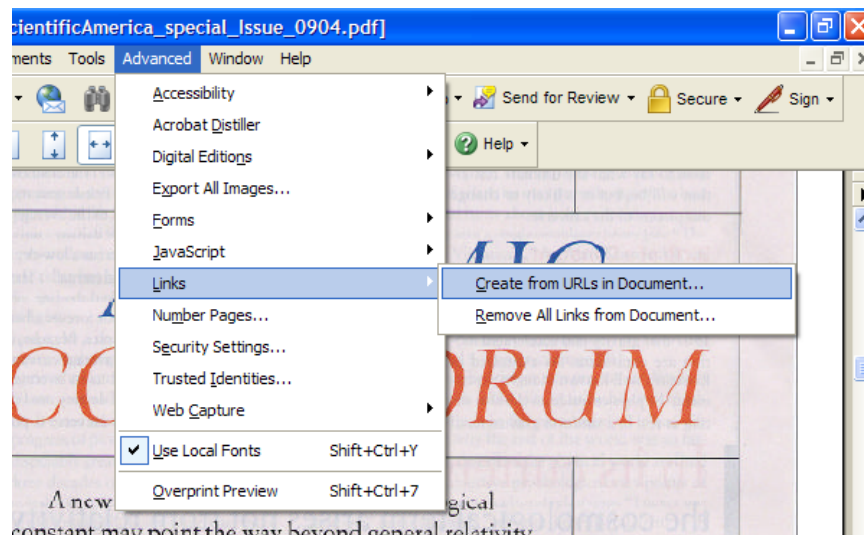 cientificAmerica_special_Issue_0904.pdf]
ments Tools Advanced Window Help
Send for Review Secure Sign
Help
Accessibility
Acrobat Distiller
Digital Editions
Export All Images...
Forms
JavaScript
Links
Create from URLs in Document...
Remove All Links from Document...
Number Pages...
Security Settings...
Trusted Identities...
Web Capture
Use Local Fonts Shift+Ctrl+Y
Overprint Preview Shift+Ctrl+7
MIC
CO DRUM
A new gical
constant may point the way beyond general relativity